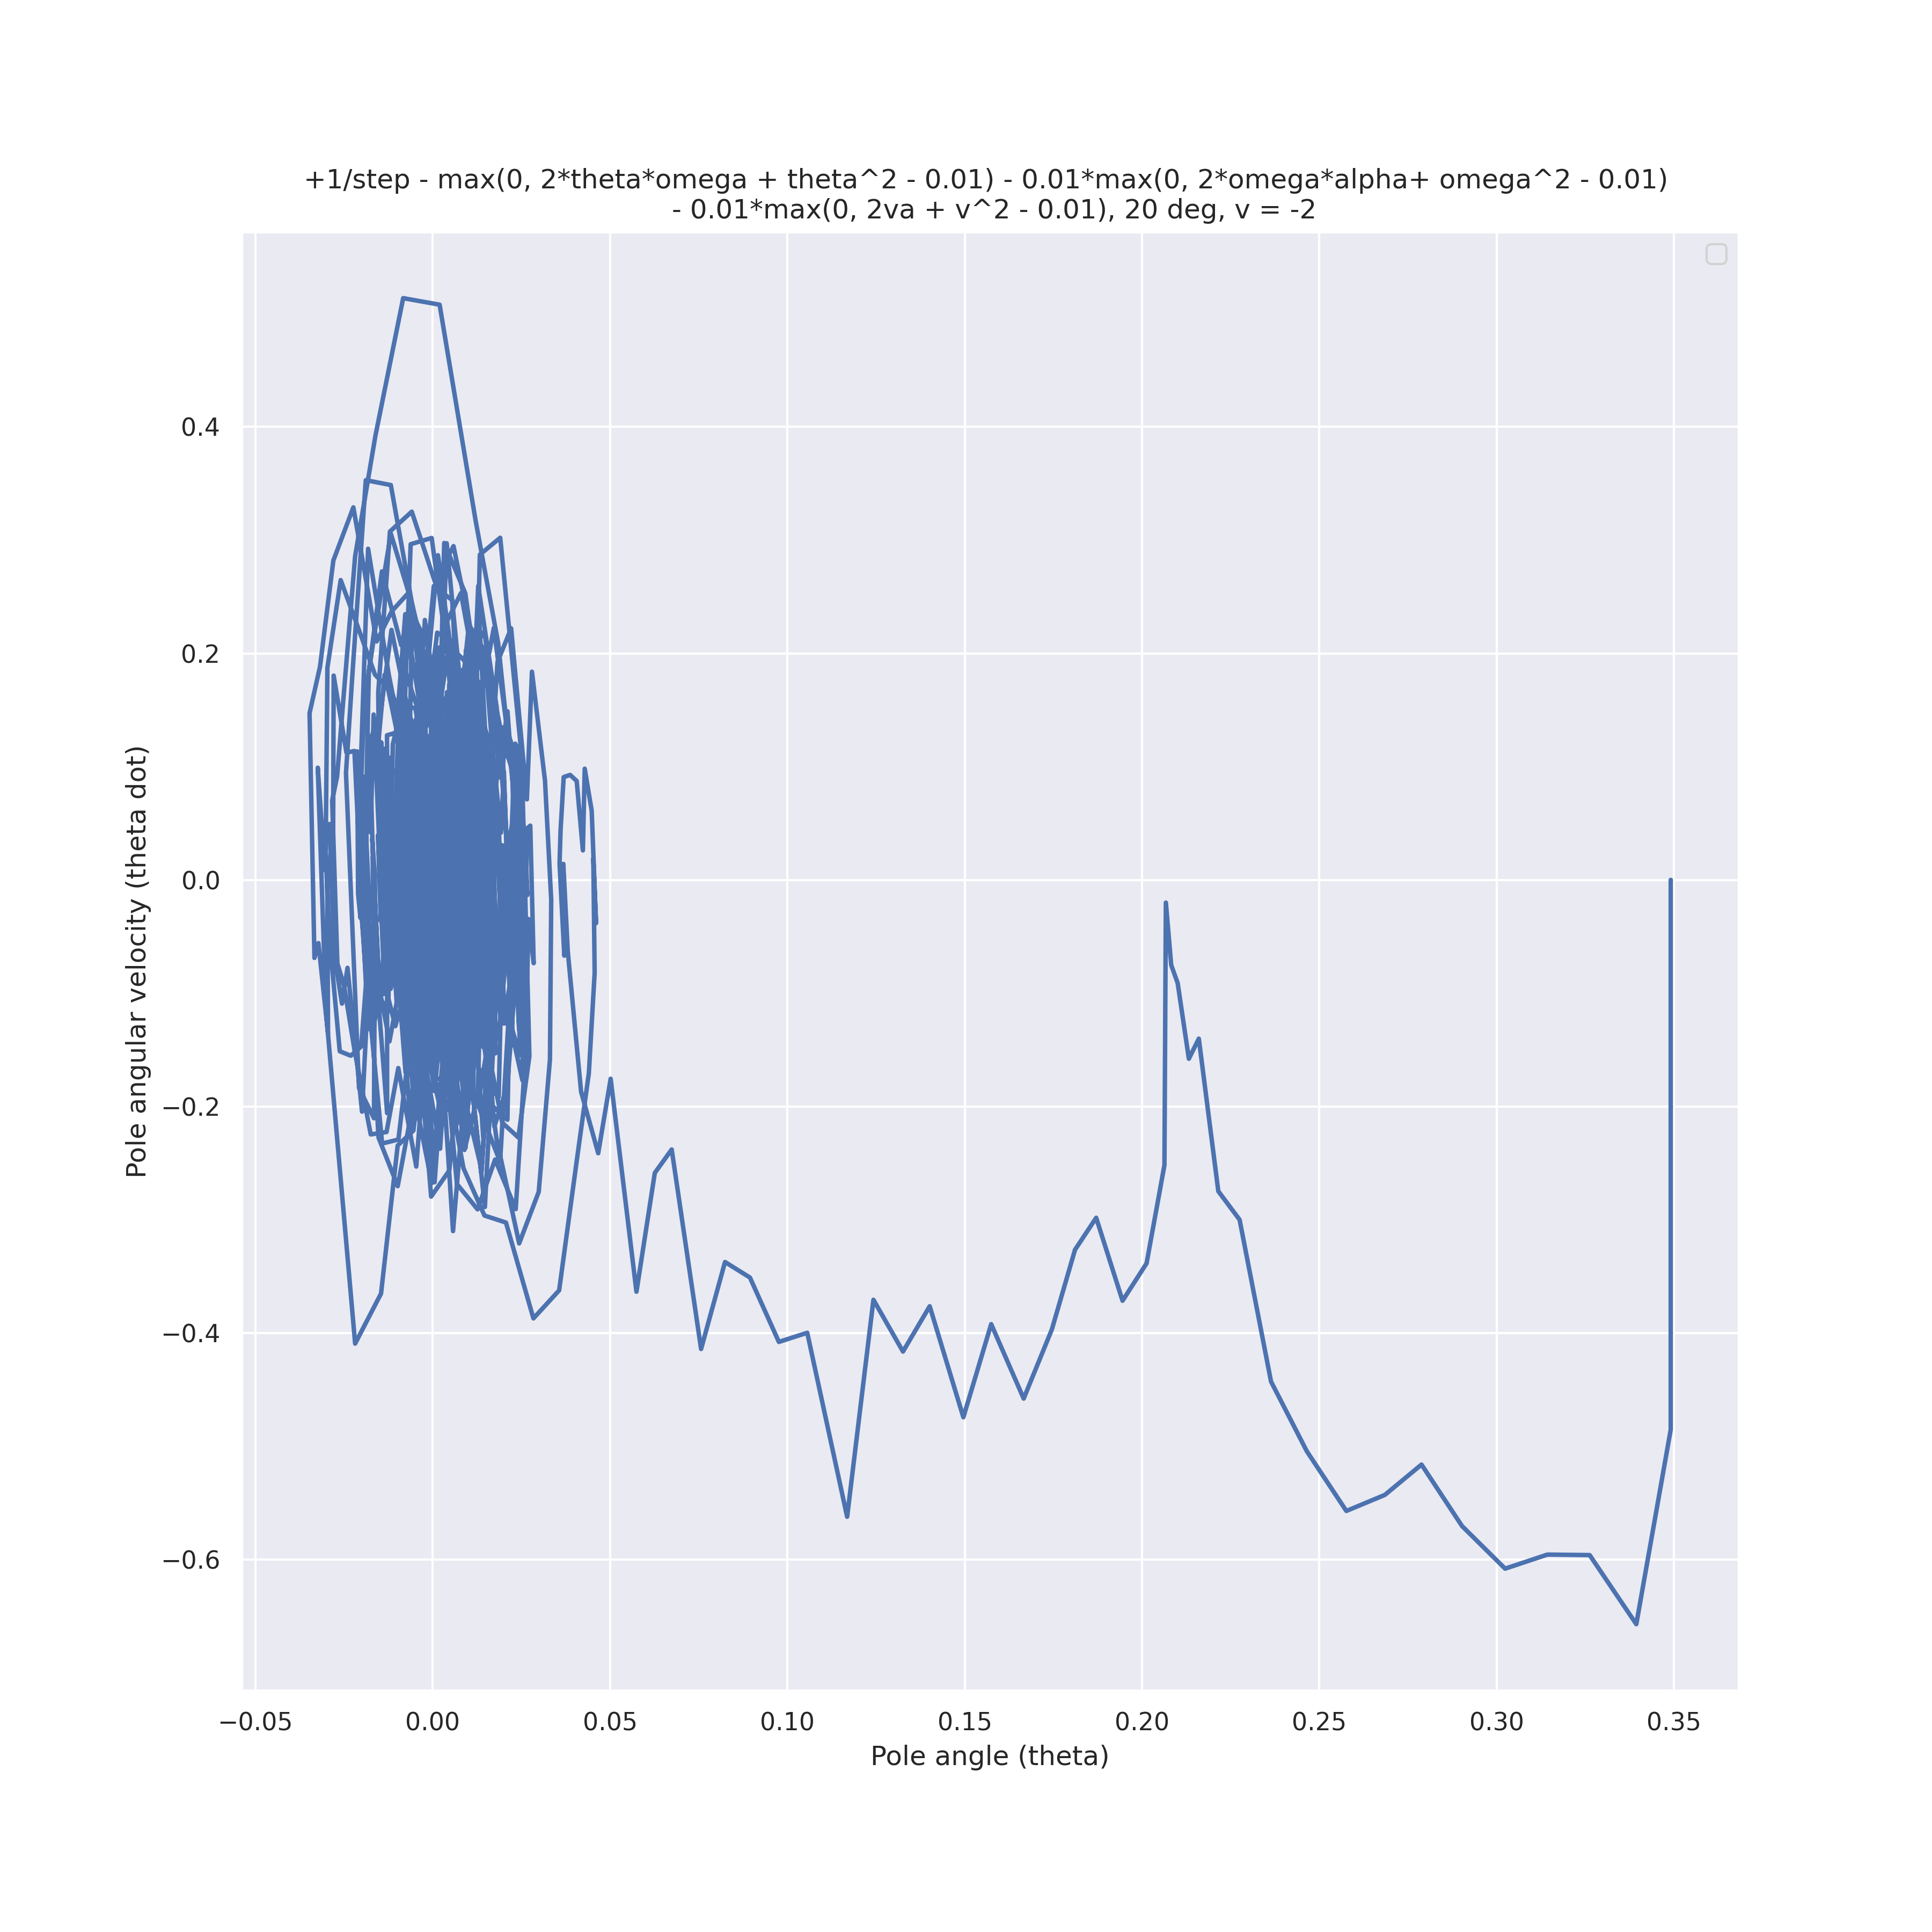 +1/step - max(0, 2*theta*omega + theta^2 - 0.01) - 0.01*max(0, 2*omega*alpha+ omega^2 - 0.01)
- 0.01*max(0, 2va + v^2 - 0.01), 20 deg, v = -2
0.4
0.2
0.0
−0.2
−0.4
−0.6
Pole angular velocity (theta dot)
−0.05 0.00 0.05 0.10 0.15 0.20 0.25 0.30 0.35
Pole angle (theta)